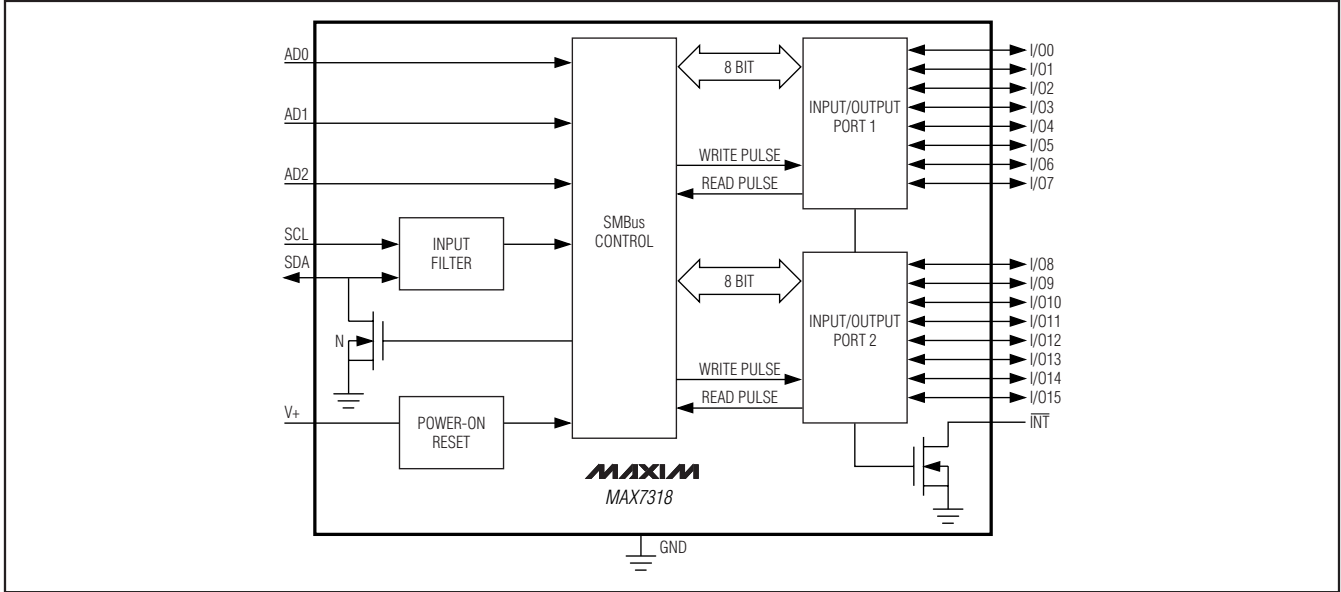 AD0
AD1
AD2
SCL
SDA
N
V+
INPUT
FILTER
POWER-ON
RESET
SMBus
CONTROL
8 BIT
WRITE PULSE
READ PULSE
8 BIT
WRITE PULSE
READ PULSE
INPUT/OUTPUT
PORT 1
INPUT/OUTPUT
PORT 2
I/O0
I/O1
I/O2
I/O3
I/O4
I/O5
I/O6
I/O7
I/O8
I/O9
I/O10
I/O11
I/O12
I/O13
I/O14
I/O15
INT
MAXIM
MAX7318
GND